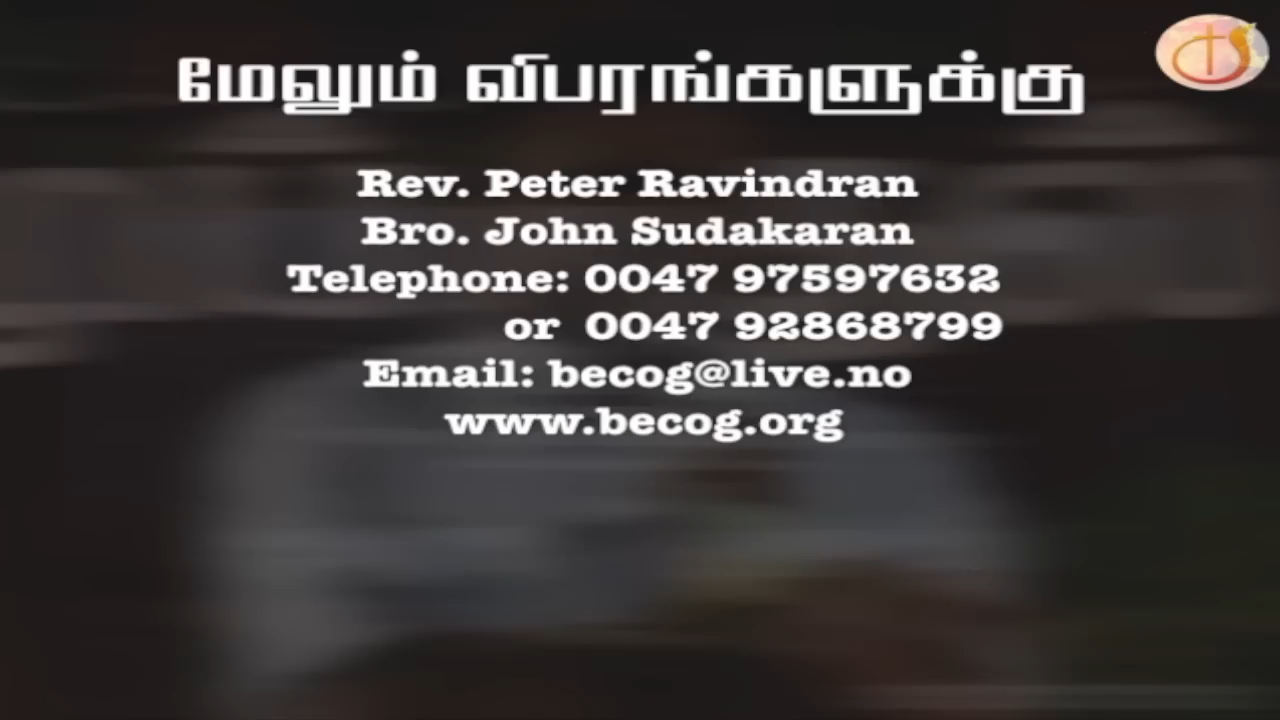 மேலும் விபரங்களுக்கு
Rev. Peter Ravindran
Bro. John Sudakaran
Telephone: 0047 97597632
or 0047 92868799
Email: becog@live.no
www.becog.org